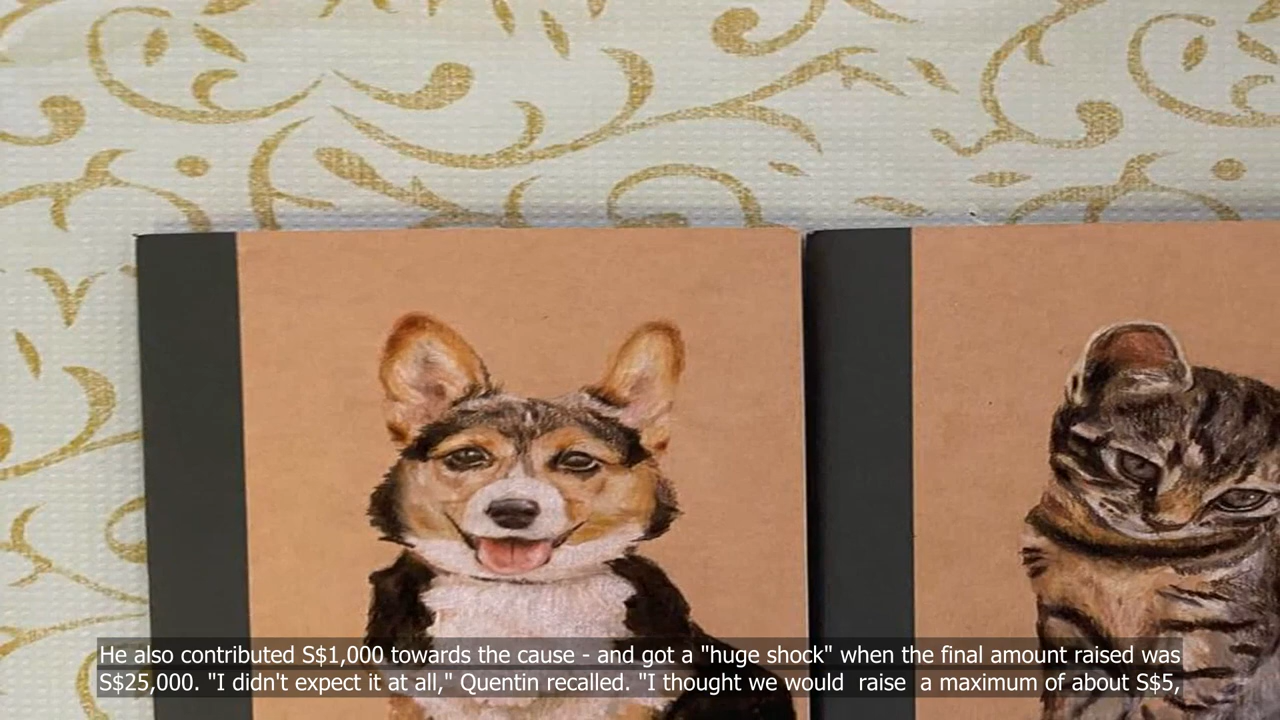 He also contributed S$1,000 towards the cause - and got a "huge shock" when the final amount raised was
S$25,000. "I didn't expect it at all," Quentin recalled. "I thought we would  raise  a maximum of about S$5,